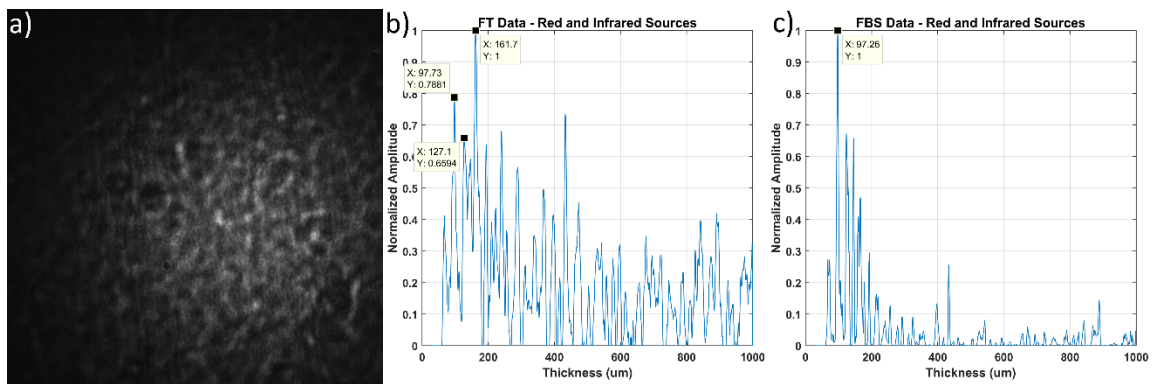 a)
b)
FT Data - Red and Infrared Sources
1
0.9
0.8
0.7
0.6
0.5
0.4
0.3
0.2
0.1
0
Normalized Amplitude
X: 161.7
Y: 1
X: 97.73
Y: 0.7881
X: 127.1
Y: 0.6594
0 200 400 600 800 1000
Thickness (um)
c)
FBS Data - Red and Infrared Sources
1
0.9
0.8
0.7
0.6
0.5
0.4
0.3
0.2
0.1
0
Normalized Amplitude
X: 97.26
Y: 1
0 200 400 600 800 1000
Thickness (um)